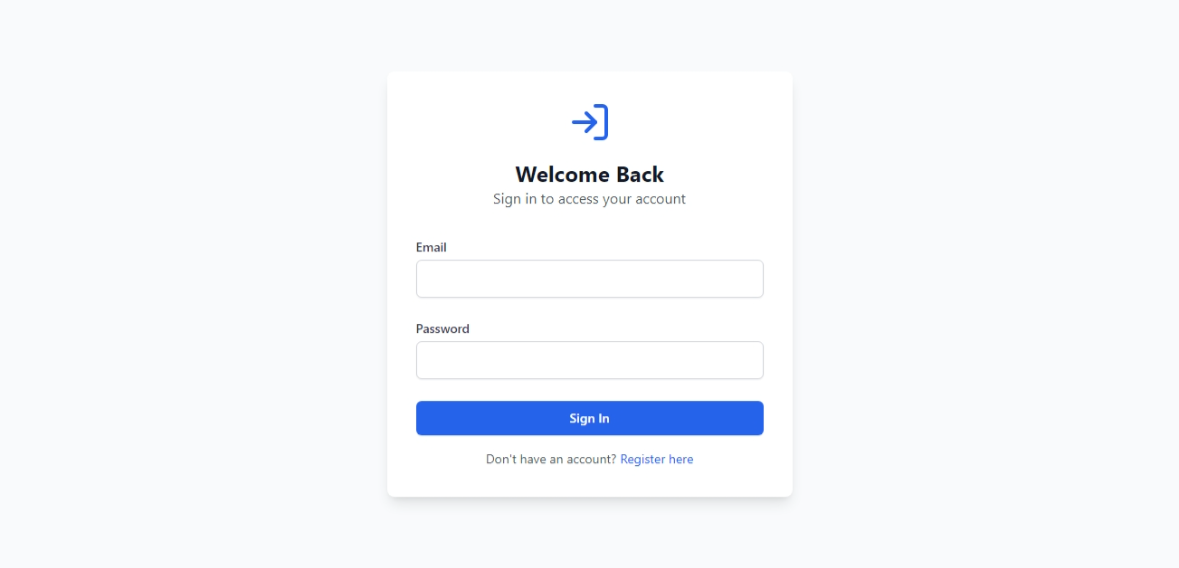 Welcome Back
Sign in to access your account
Email
Password
Sign In
Don't have an account? Register here